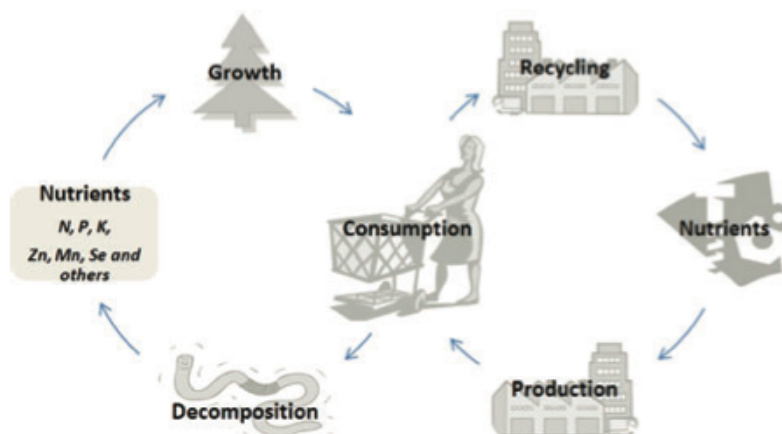 Growth
Recycling
Nutrients
N, P, K,
Zn, Mn, Se and
others
Consumption
Nutrients
Decomposition
Production